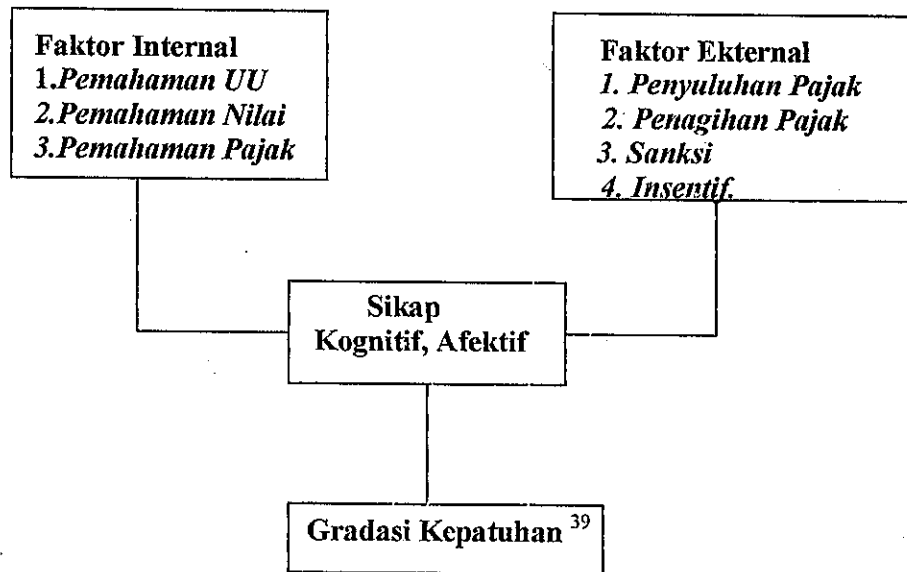 Faktor Internal
1.Pemahaman UU
2.Pemahaman Nilai
3.Pemahaman Pajak
Faktor Ekternal
1. Penyuluhan Pajak
2. Penagihan Pajak
3. Sanksi
4. Insentif.
Sikap
Kognitif, Afektif
Gradasi Kepatuhan 39